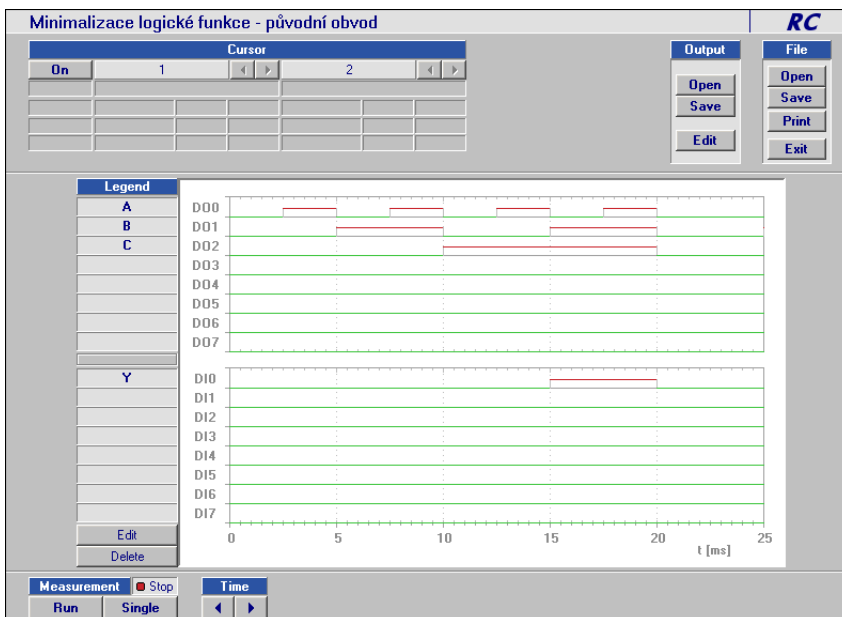 Minimalizace logické funkce - původní obvod
RC
Cursor
On 1 2
Output
Open
Save
Edit
File
Open
Save
Print
Exit
Legend
A
B
C
Y
Edit
Delete
DO0
DO1
DO2
DO3
DO4
DO5
DO6
DO7
DI0
DI1
DI2
DI3
DI4
DI5
DI6
DI7
0 5 10 15 20 25
t [ms]
Measurement Stop
Run Single
Time